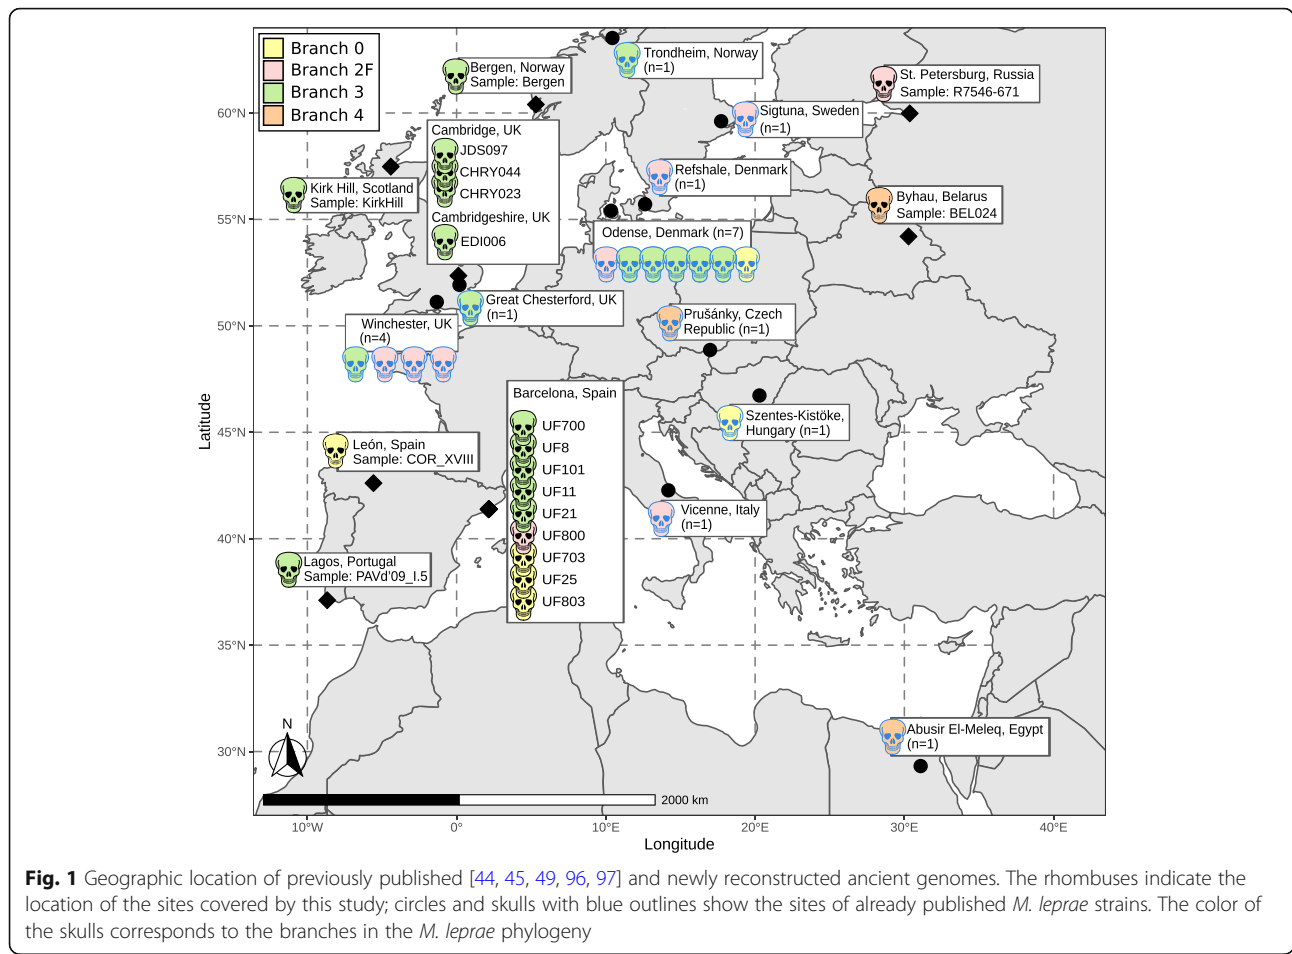 Branch 0
Branch 2F
Branch 3
Branch 4
Bergen, Norway
Sample: Bergen
Trondheim, Norway
(n=1)
St. Petersburg, Russia
Sample: R7546-671
Sigtuna, Sweden
(n=1)
Cambridge, UK
JDS097
CHRY044
CHRY023
Cambridgeshire, UK
EDI006
Kirk Hill, Scotland
Sample: KirkHill
Refshale, Denmark
(n=1)
Byhau, Belarus
Sample: BEL024
Odense, Denmark (n=7)
Great Chesterford, UK
(n=1)
Winchester, UK
(n=4)
Prušánky, Czech
Republic (n=1)
Szentes-Kistöke,
Hungary (n=1)
Barcelona, Spain
UF700
UF8
UF101
UF11
UF21
UF800
UF703
UF25
UF803
León, Spain
Sample: COR_XVIII
Vicenne, Italy
(n=1)
Lagos, Portugal
Sample: PAVd'09_I.5
Abusir El-Meleq, Egypt
(n=1)
N
2000 km
60°N
55°N
50°N
45°N
40°N
35°N
30°N
Latitude
10°W
0°
10°E
20°E
30°E
40°E
Longitude
Fig. 1 Geographic location of previously published [44, 45, 49, 96, 97] and newly reconstructed ancient genomes. The rhombuses indicate the
location of the sites covered by this study; circles and skulls with blue outlines show the sites of already published M. leprae strains. The color of
the skulls corresponds to the branches in the M. leprae phylogeny